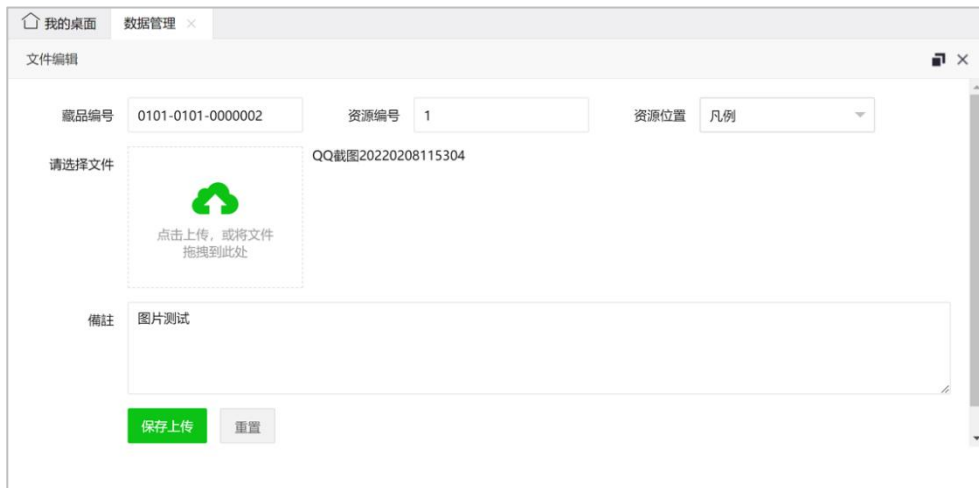 我的桌面 数据管理
文件编辑
藏品编号 0101-0101-0000002 资源编号 1 资源位置 凡例
请选择文件 QQ截图20220208115304
点击上传，或将文件
拖拽到此处
備註 图片测试
保存上传 重置